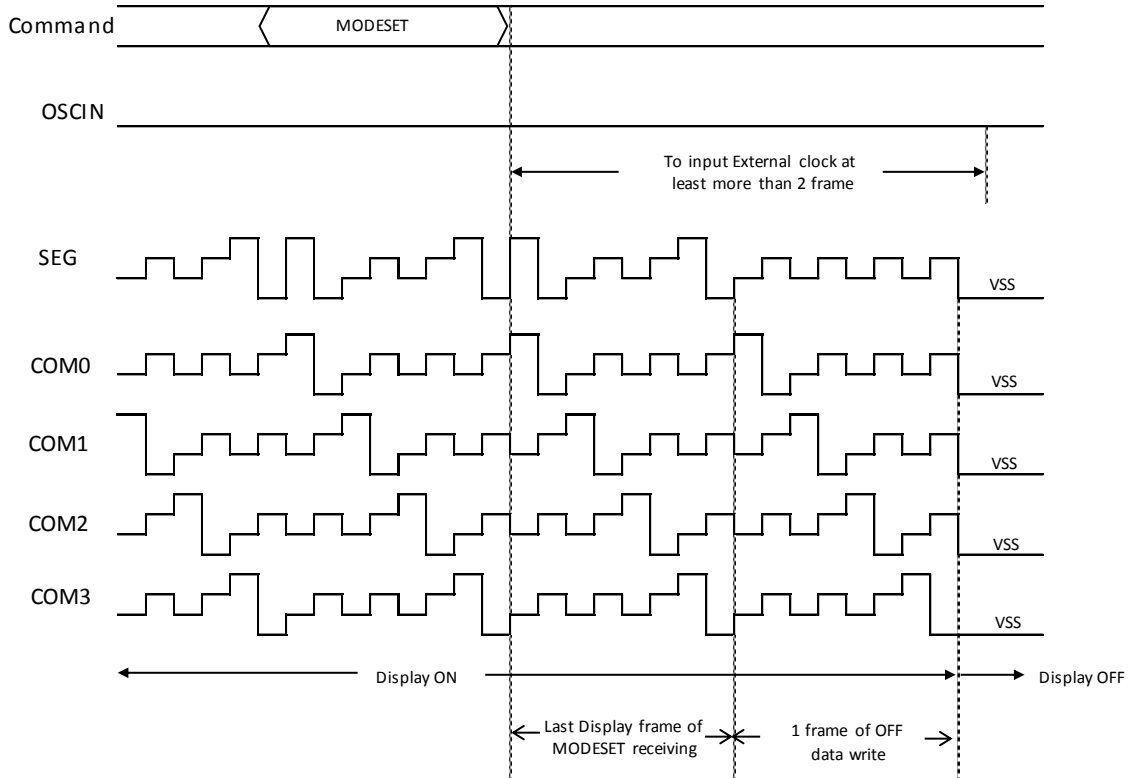 Command
MODESET
OSCIN
To input External clock at
least more than 2 frame
SEG
VSS
COM0
VSS
COM1
VSS
COM2
VSS
COM3
VSS
Display ON
Display OFF
Last Display frame of
MODESET receiving
1 frame of OFF
data write